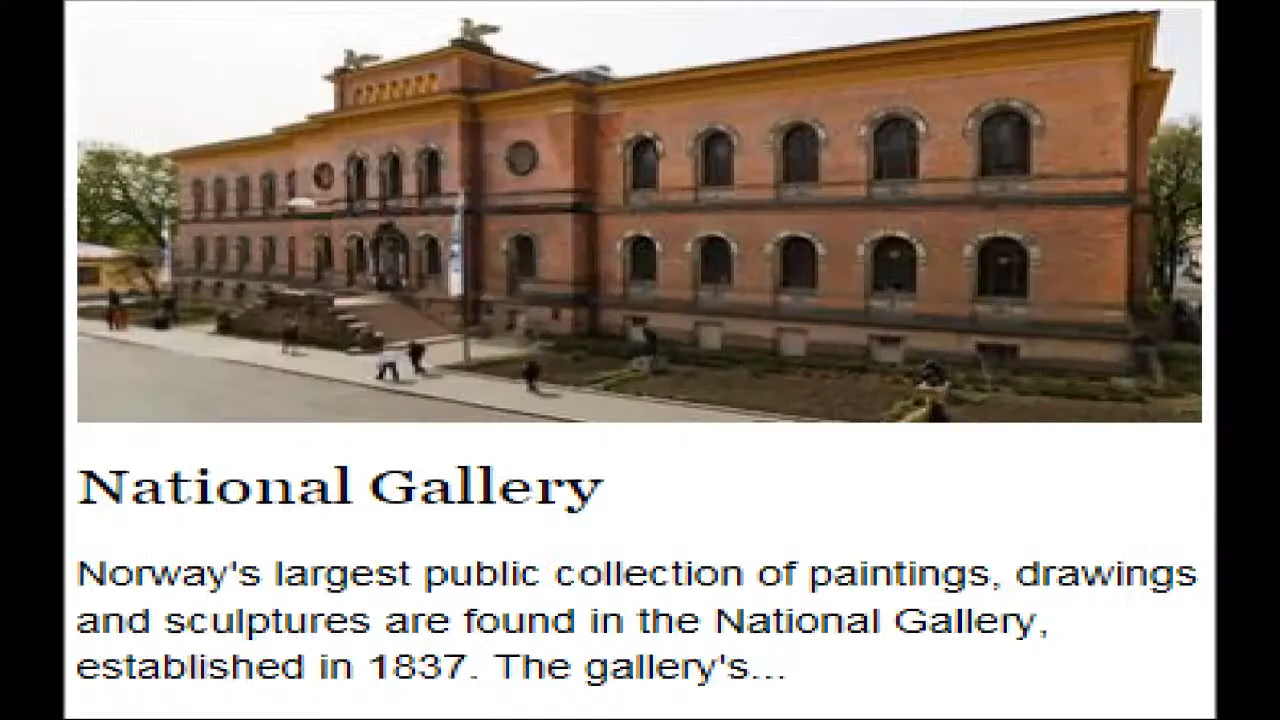 National Gallery
Norway's largest public collection of paintings, drawings
and sculptures are found in the National Gallery,
established in 1837. The gallery's...